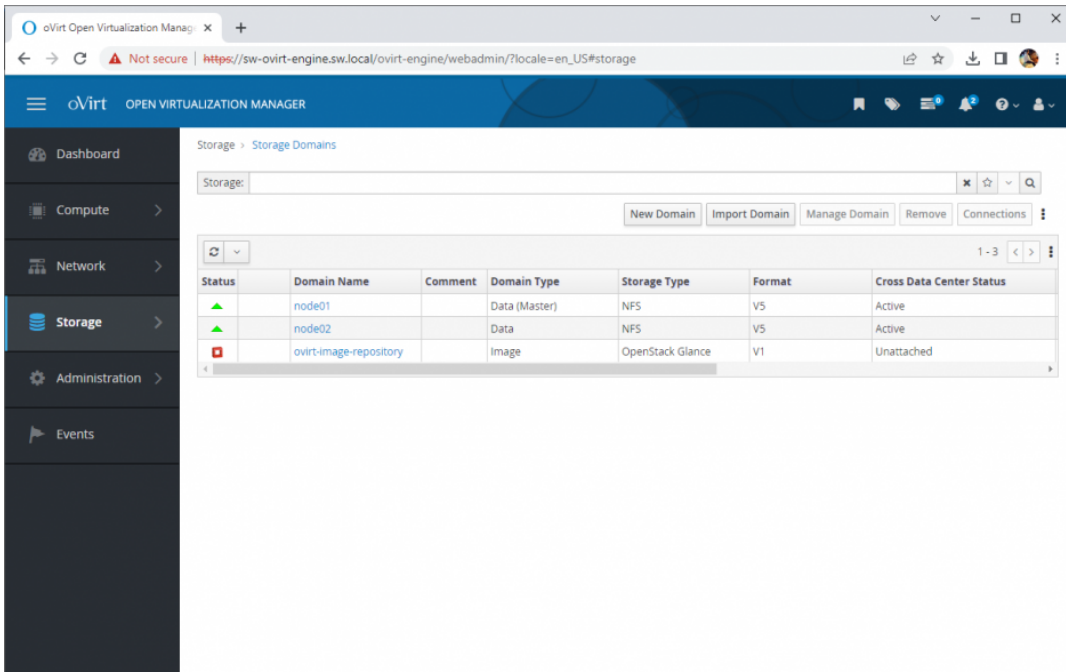 oVirt Open Virtualization Manag
Not secure https://sw-ovirt-engine.sw.local/ovirt-engine/webadmin/?locale=en_US#storage
oVirt OPEN VIRTUALIZATION MANAGER
0
2
Dashboard
Compute
Network
Storage
Administration
Events
Storage > Storage Domains
Storage:
New Domain Import Domain Manage Domain Remove Connections
1 - 3
Status Domain Name Comment Domain Type Storage Type Format Cross Data Center Status
node01 Data (Master) NFS V5 Active
node02 Data NFS V5 Active
ovirt-image-repository Image OpenStack Glance V1 Unattached